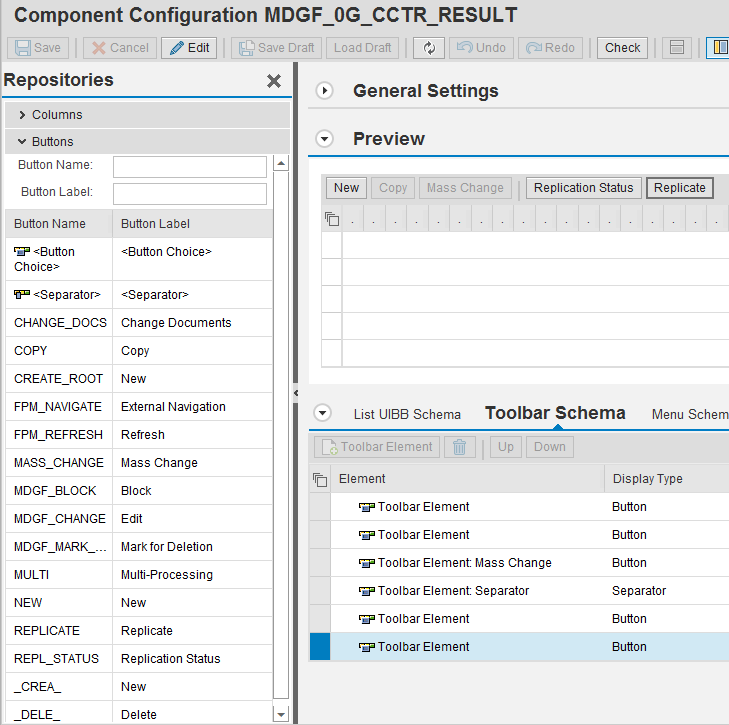 Component Configuration MDGF_0G_CCTR_RESULT
Save Cancel Edit Save Draft Load Draft Undo Redo Check
Repositories
Columns
Buttons
Button Name:
Button Label:
Button Name Button Label
<Button Choice> <Button Choice>
<Separator> <Separator>
CHANGE_DOCS Change Documents
COPY Copy
CREATE_ROOT New
FPM_NAVIGATE External Navigation
FPM_REFRESH Refresh
MASS_CHANGE Mass Change
MDGF_BLOCK Block
MDGF_CHANGE Edit
MDGF_MARK_... Mark for Deletion
MULTI Multi-Processing
NEW New
REPLICATE Replicate
REPL_STATUS Replication Status
_CREA_ New
_DELE_ Delete
General Settings
Preview
New Copy Mass Change Replication Status Replicate
. . . . . . . . . . . . . . . . . .
List UIBB Schema Toolbar Schema Menu Schem
Toolbar Element Up Down
Element Display Type
Toolbar Element Button
Toolbar Element Button
Toolbar Element: Mass Change Button
Toolbar Element: Separator Separator
Toolbar Element Button
Toolbar Element Button